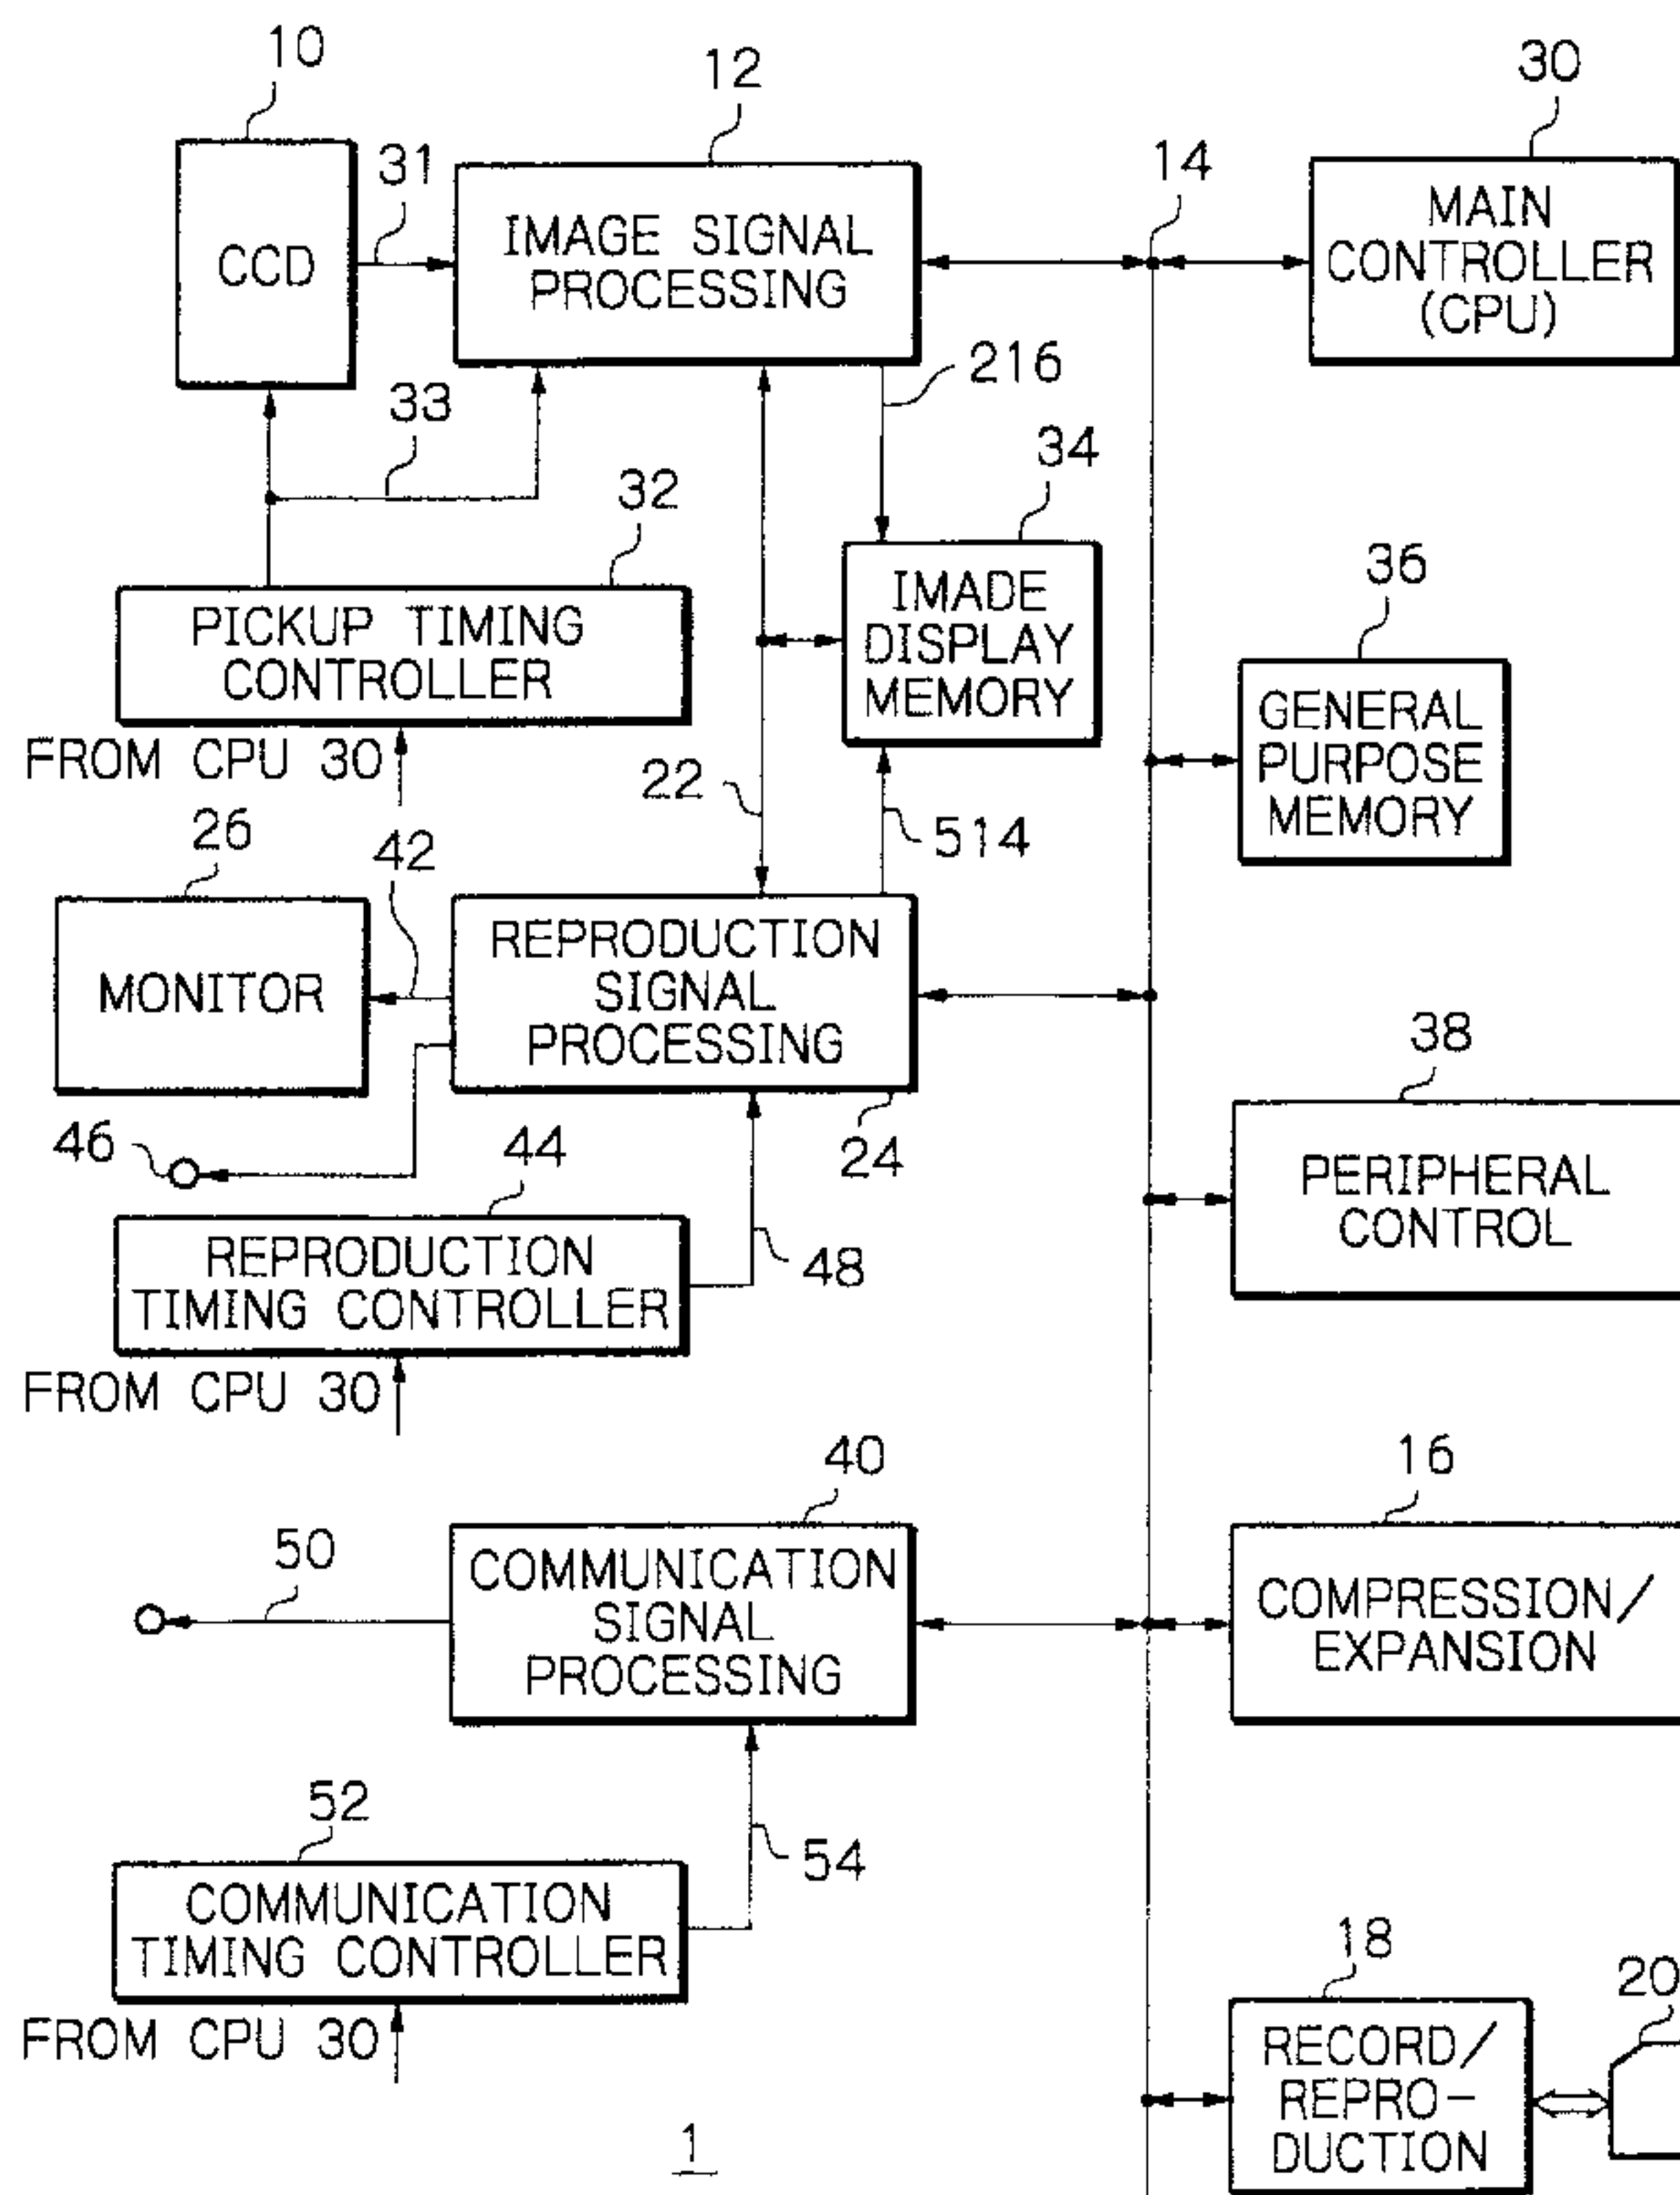 10
12
30
31
14
CCD
IMAGE SIGNAL
PROCESSING
MAIN
CONTROLLER
(CPU)
216
33
34
32
36
PICKUP TIMING
CONTROLLER
IMADE
DISPLAY
MEMORY
GENERAL
PURPOSE
MEMORY
FROM CPU 30
22
514
26
42
MONITOR
REPRODUCTION
SIGNAL
PROCESSING
38
46
44
24
PERIPHERAL
CONTROL
REPRODUCTION
TIMING CONTROLLER
48
FROM CPU 30
40
16
50
COMMUNICATION
SIGNAL
PROCESSING
COMPRESSION/
EXPANSION
52
54
COMMUNICATION
TIMING CONTROLLER
18
20
FROM CPU 30
RECORD/
REPRO-
DUCTION
1